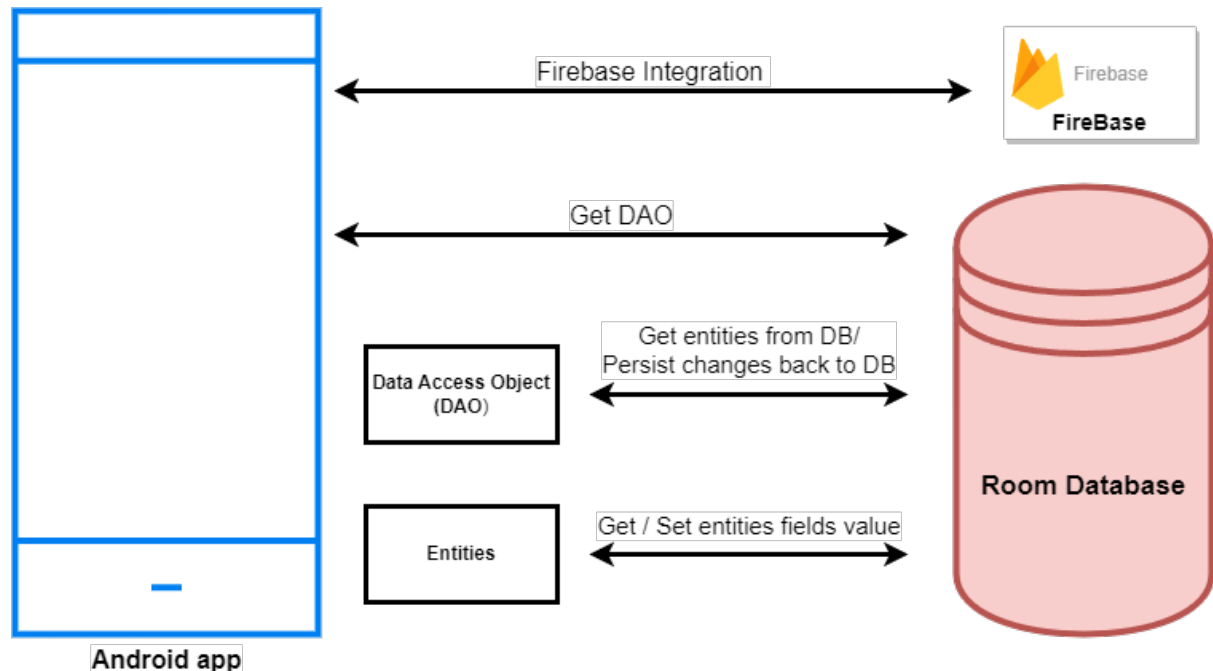 Firebase Integration
Firebase
FireBase
Get DAO
Get entities from DB/
Persist changes back to DB
Data Access Object
(DAO)
Room Database
Get / Set entities fields value
Entities
Android app